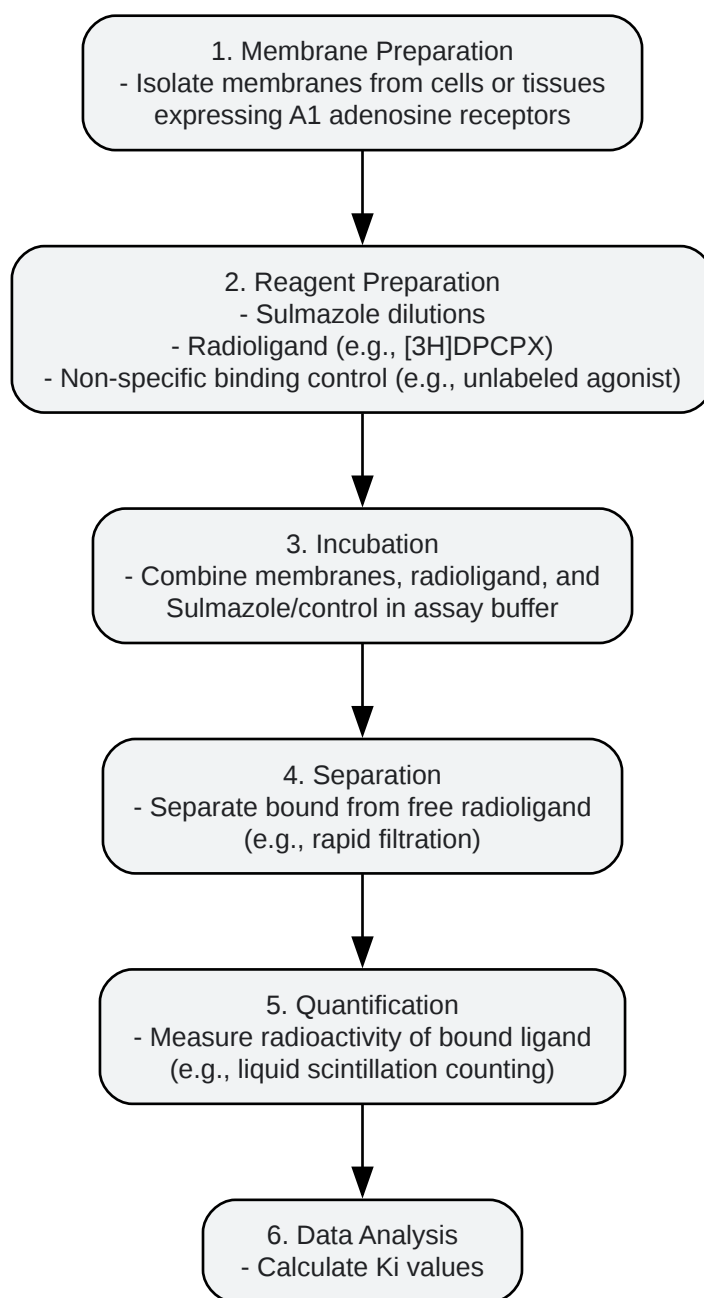 1. Membrane Preparation
- Isolate membranes from cells or tissues
expressing A1 adenosine receptors
2. Reagent Preparation
- Sulmazole dilutions
- Radioligand (e.g., [3H]DPCPX)
- Non-specific binding control (e.g., unlabeled agonist)
3. Incubation
- Combine membranes, radioligand, and
Sulmazole/control in assay buffer
4. Separation
- Separate bound from free radioligand
(e.g., rapid filtration)
5. Quantification
- Measure radioactivity of bound ligand
(e.g., liquid scintillation counting)
6. Data Analysis
- Calculate Ki values